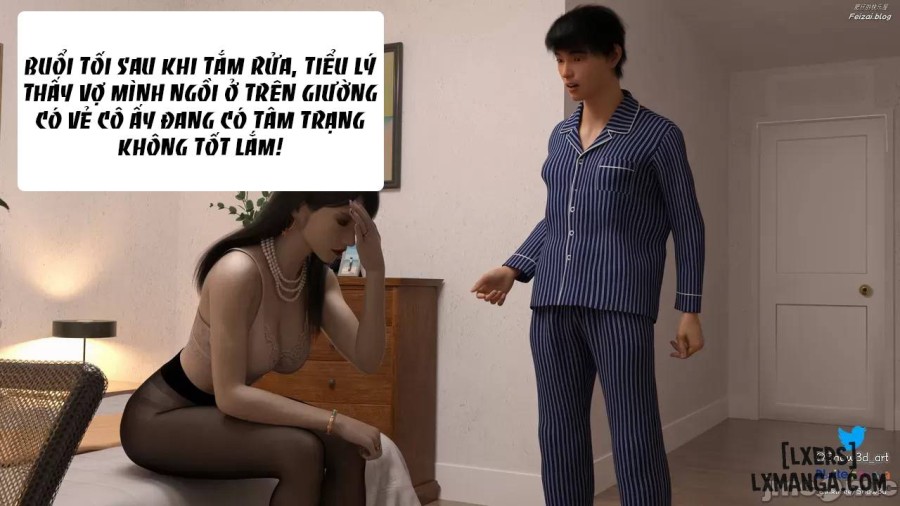 BUỔI TỐI SAU KHI TẮM RỬA, TIỂU LÝ
THẤY VỢ MÌNH NGỒI Ở TRÊN GIƯỜNG
CÓ VẺ CÔ ẤY ĐANG CÓ TÂM TRẠNG
KHÔNG TỐT LẮM!
Feizai.blog
[LXERS]
LXMANGA.COM